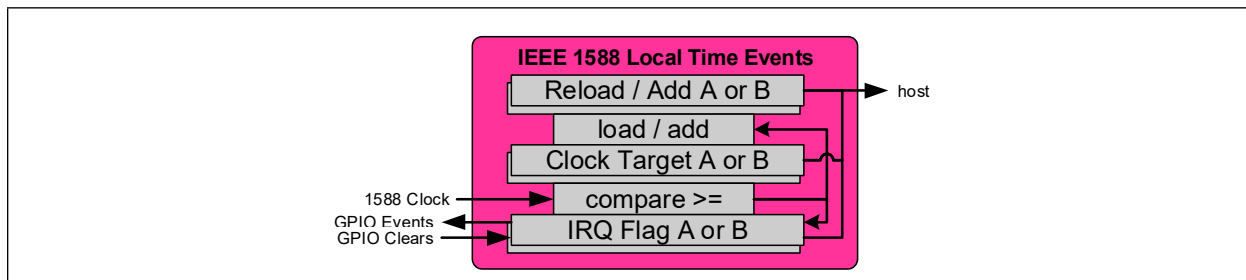 IEEE 1588 Local Time Events
Reload / Add A or B
host
load / add
Clock Target A or B
1588 Clock
compare >=
GPIO Events
IRQ Flag A or B
GPIO Clears